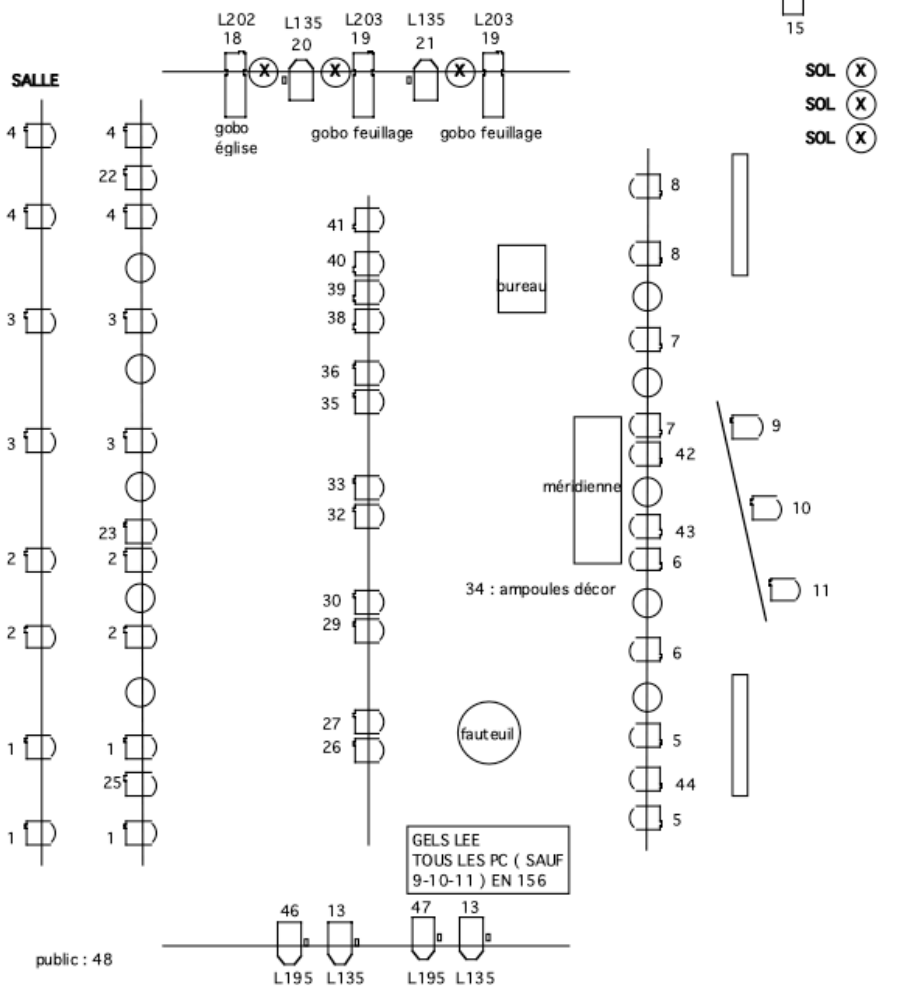 15
L202 L135 L203 L135 L203
18 20 19 21 19
SALLE
X X X
SOL X
SOL X
SOL X
gobo église
gobo feuillage
gobo feuillage
4 4
22
4 4
3 3
3 3
23
2 2
2 2
1 1
25
1 1
41
40
39
38
36
35
33
32
30
29
27
26
bureau
méridienne
34 : ampoules décor
fauteuil
8
8
7
7
42
43
6
6
5
44
5
9
10
11
GELS LEE
TOUS LES PC ( SAUF
9-10-11 ) EN 156
46 13 47 13
L195 L135 L195 L135
public : 48